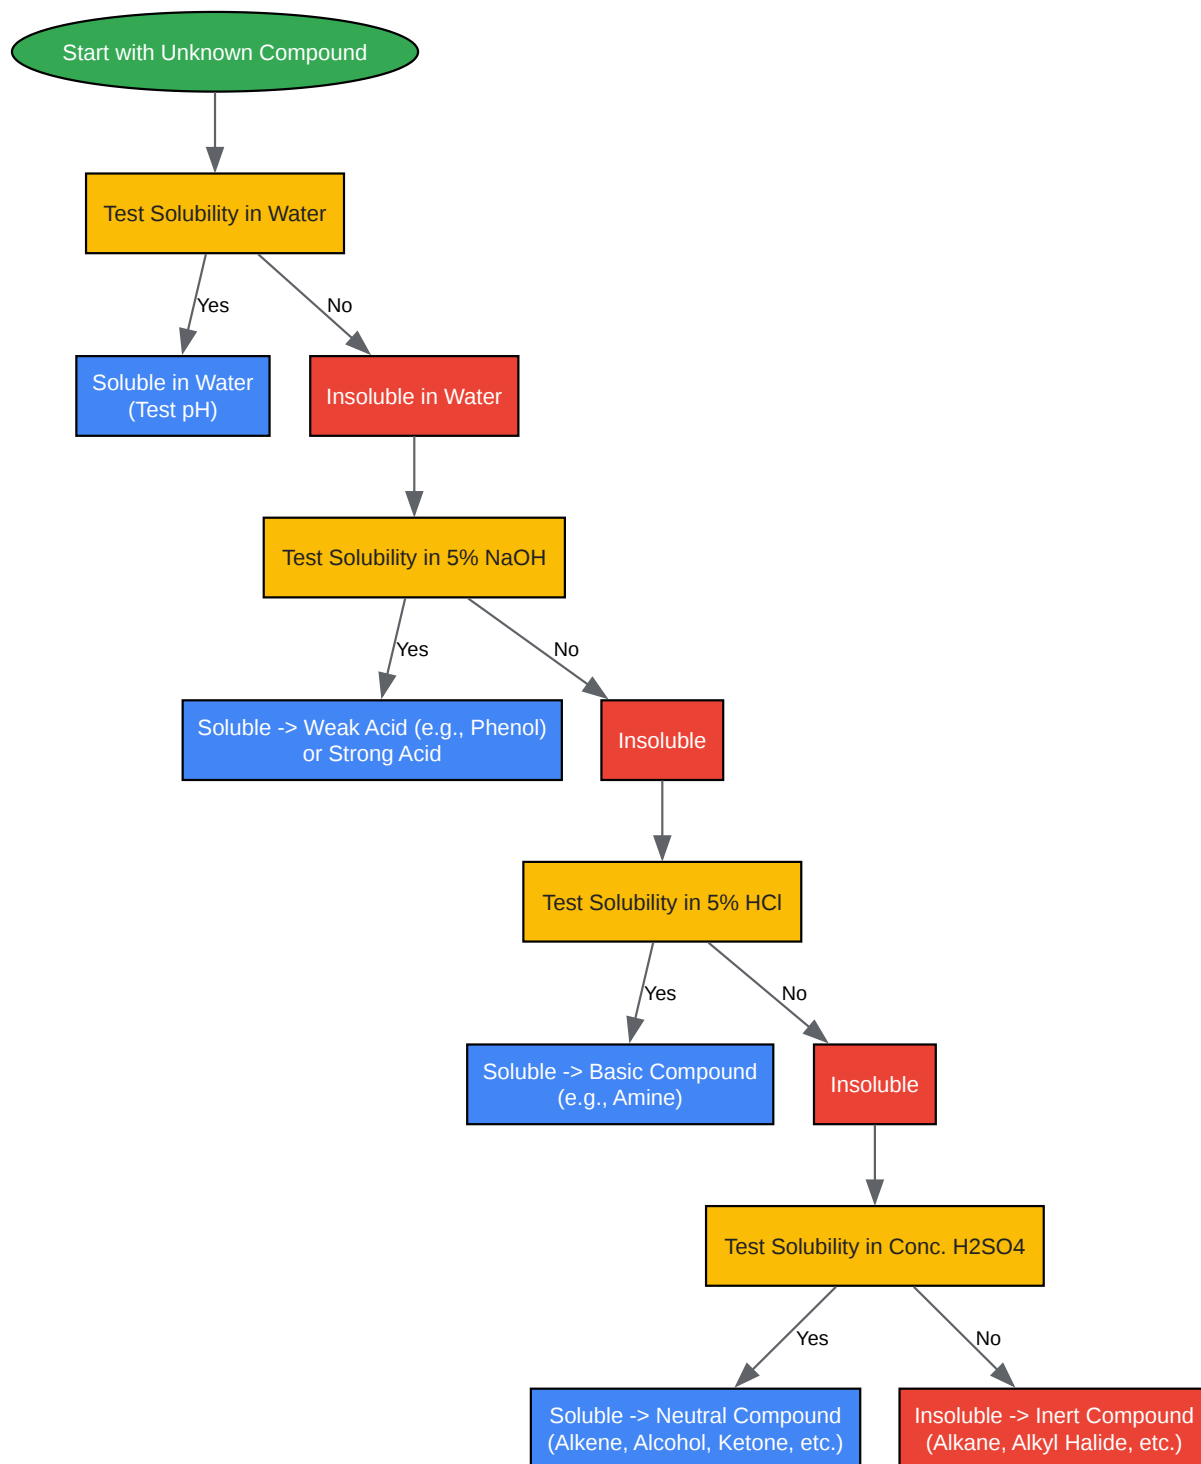 Start with Unknown Compound
Test Solubility in Water
Yes
No
Soluble in Water
(Test pH)
Insoluble in Water
Test Solubility in 5% NaOH
Yes
No
Soluble -> Weak Acid (e.g., Phenol)
or Strong Acid
Insoluble
Test Solubility in 5% HCl
Yes
No
Soluble -> Basic Compound
(e.g., Amine)
Insoluble
Test Solubility in Conc. H2SO4
Yes
No
Soluble -> Neutral Compound
(Alkene, Alcohol, Ketone, etc.)
Insoluble -> Inert Compound
(Alkane, Alkyl Halide, etc.)